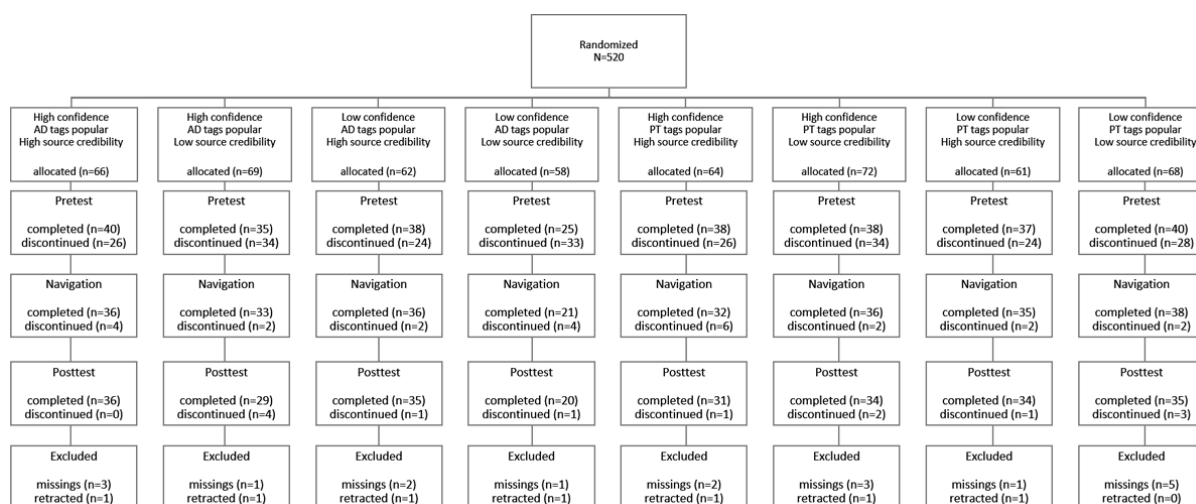 Randomized
N=520
High confidence
AD tags popular
High source credibility
allocated (n=66)
High confidence
AD tags popular
Low source credibility
allocated (n=69)
Low confidence
AD tags popular
High source credibility
allocated (n=62)
Low confidence
AD tags popular
Low source credibility
allocated (n=58)
High confidence
PT tags popular
High source credibility
allocated (n=64)
High confidence
PT tags popular
Low source credibility
allocated (n=72)
Low confidence
PT tags popular
High source credibility
allocated (n=61)
Low confidence
PT tags popular
Low source credibility
allocated (n=68)
Pretest
completed (n=40)
discontinued (n=26)
Pretest
completed (n=35)
discontinued (n=34)
Pretest
completed (n=38)
discontinued (n=24)
Pretest
completed (n=25)
discontinued (n=33)
Pretest
completed (n=38)
discontinued (n=26)
Pretest
completed (n=38)
discontinued (n=34)
Pretest
completed (n=37)
discontinued (n=24)
Pretest
completed (n=40)
discontinued (n=28)
Navigation
completed (n=36)
discontinued (n=4)
Navigation
completed (n=33)
discontinued (n=2)
Navigation
completed (n=36)
discontinued (n=2)
Navigation
completed (n=21)
discontinued (n=4)
Navigation
completed (n=32)
discontinued (n=6)
Navigation
completed (n=36)
discontinued (n=2)
Navigation
completed (n=35)
discontinued (n=2)
Navigation
completed (n=38)
discontinued (n=2)
Posttest
completed (n=36)
discontinued (n=0)
Posttest
completed (n=29)
discontinued (n=4)
Posttest
completed (n=35)
discontinued (n=1)
Posttest
completed (n=20)
discontinued (n=1)
Posttest
completed (n=31)
discontinued (n=1)
Posttest
completed (n=34)
discontinued (n=2)
Posttest
completed (n=34)
discontinued (n=1)
Posttest
completed (n=35)
discontinued (n=3)
Excluded
missings (n=3)
retracted (n=1)
Excluded
missings (n=1)
retracted (n=1)
Excluded
missings (n=2)
retracted (n=1)
Excluded
missings (n=1)
retracted (n=1)
Excluded
missings (n=2)
retracted (n=1)
Excluded
missings (n=3)
retracted (n=1)
Excluded
missings (n=1)
retracted (n=1)
Excluded
missings (n=5)
retracted (n=0)